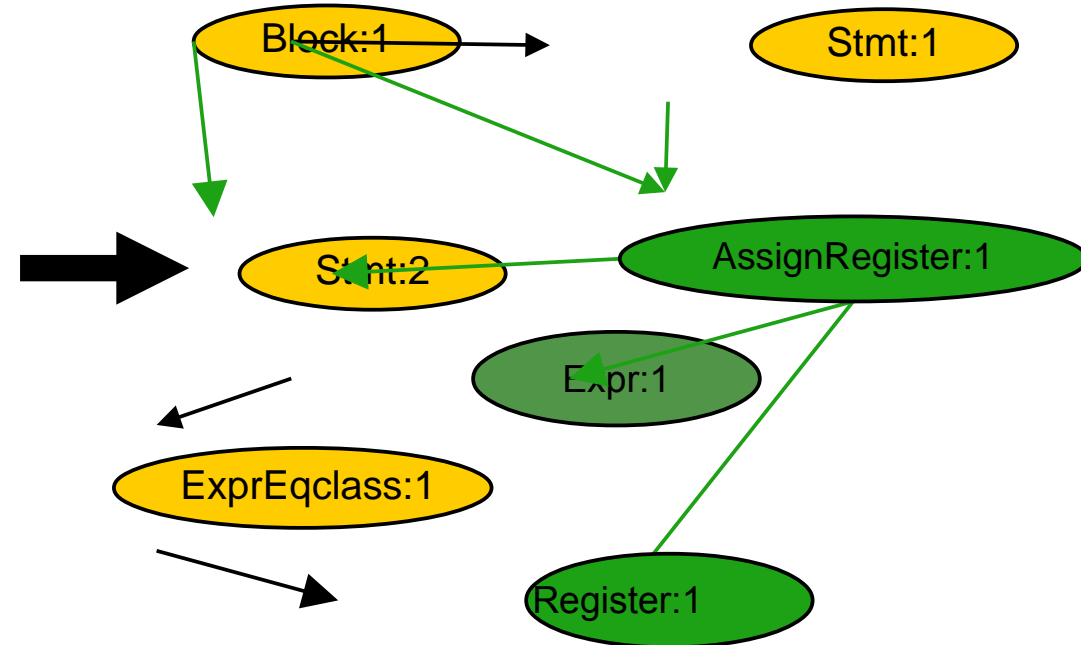 Block:1
Stmt:1
Stmt:2
AssignRegister:1
Expr:1
ExprEqclass:1
Register:1